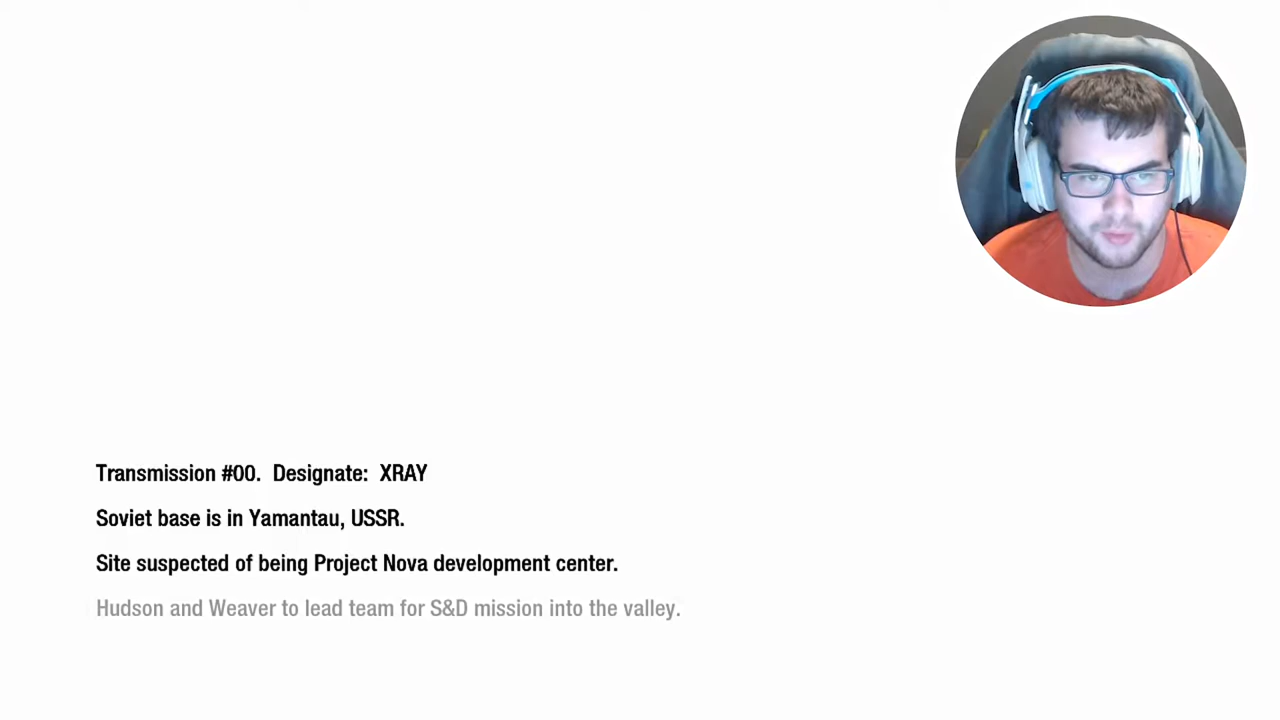 Transmission #00.  Designate:  XRAY
Soviet base is in Yamantau, USSR.
Site suspected of being Project Nova development center.
Hudson and Weaver to lead team for S&D mission into the valley.